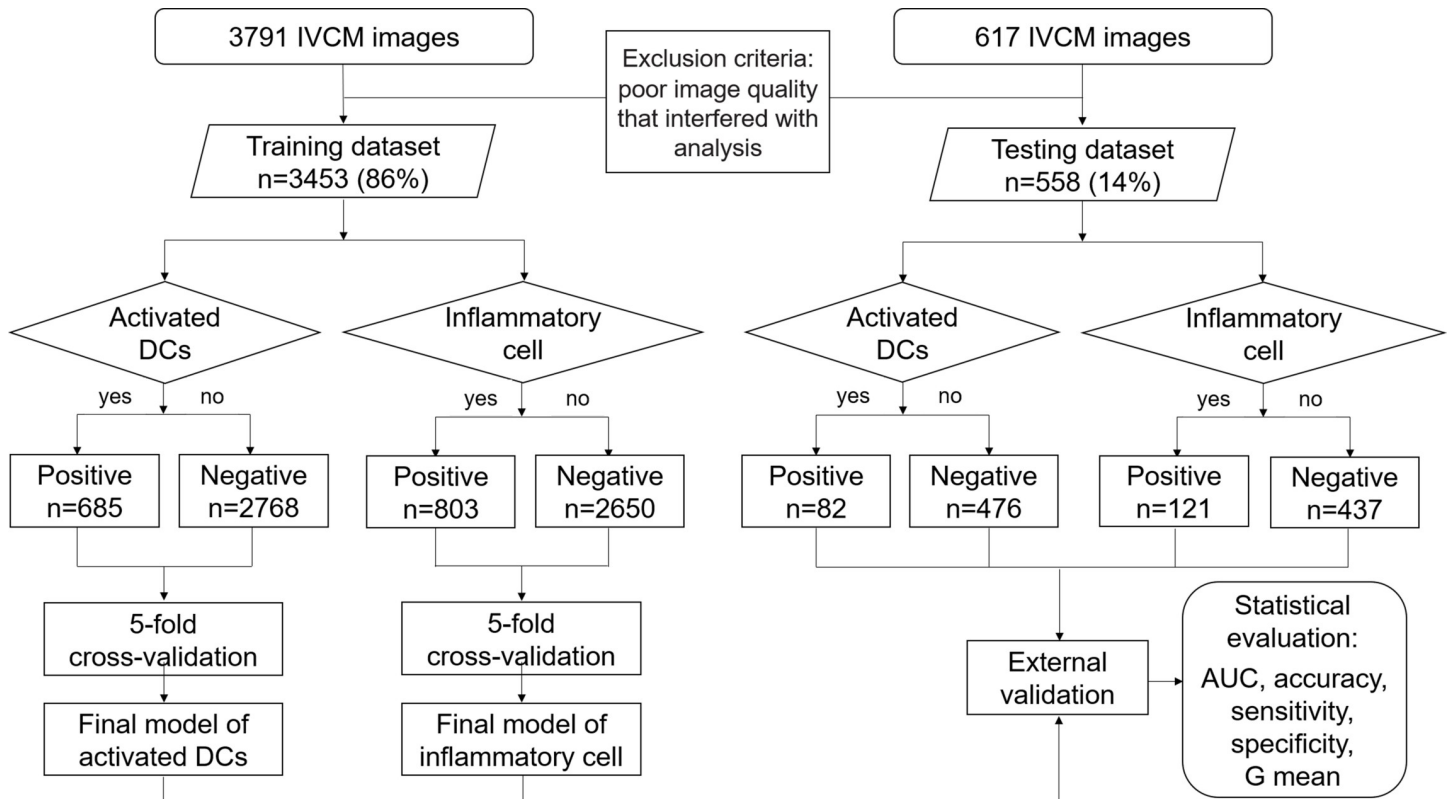 3791 IVCM images
617 IVCM images
Exclusion criteria:
poor image quality
that interfered with
analysis
Training dataset
n=3453 (86%)
Testing dataset
n=558 (14%)
Activated
DCs
Inflammatory
cell
Activated
DCs
Inflammatory
cell
yes
no
yes
no
yes
no
yes
no
Positive
n=685
Negative
n=2768
Positive
n=803
Negative
n=2650
Positive
n=82
Negative
n=476
Positive
n=121
Negative
n=437
5-fold
cross-validation
5-fold
cross-validation
External
validation
Statistical
evaluation:
AUC, accuracy,
sensitivity,
specificity,
G mean
Final model of
activated DCs
Final model of
inflammatory cell